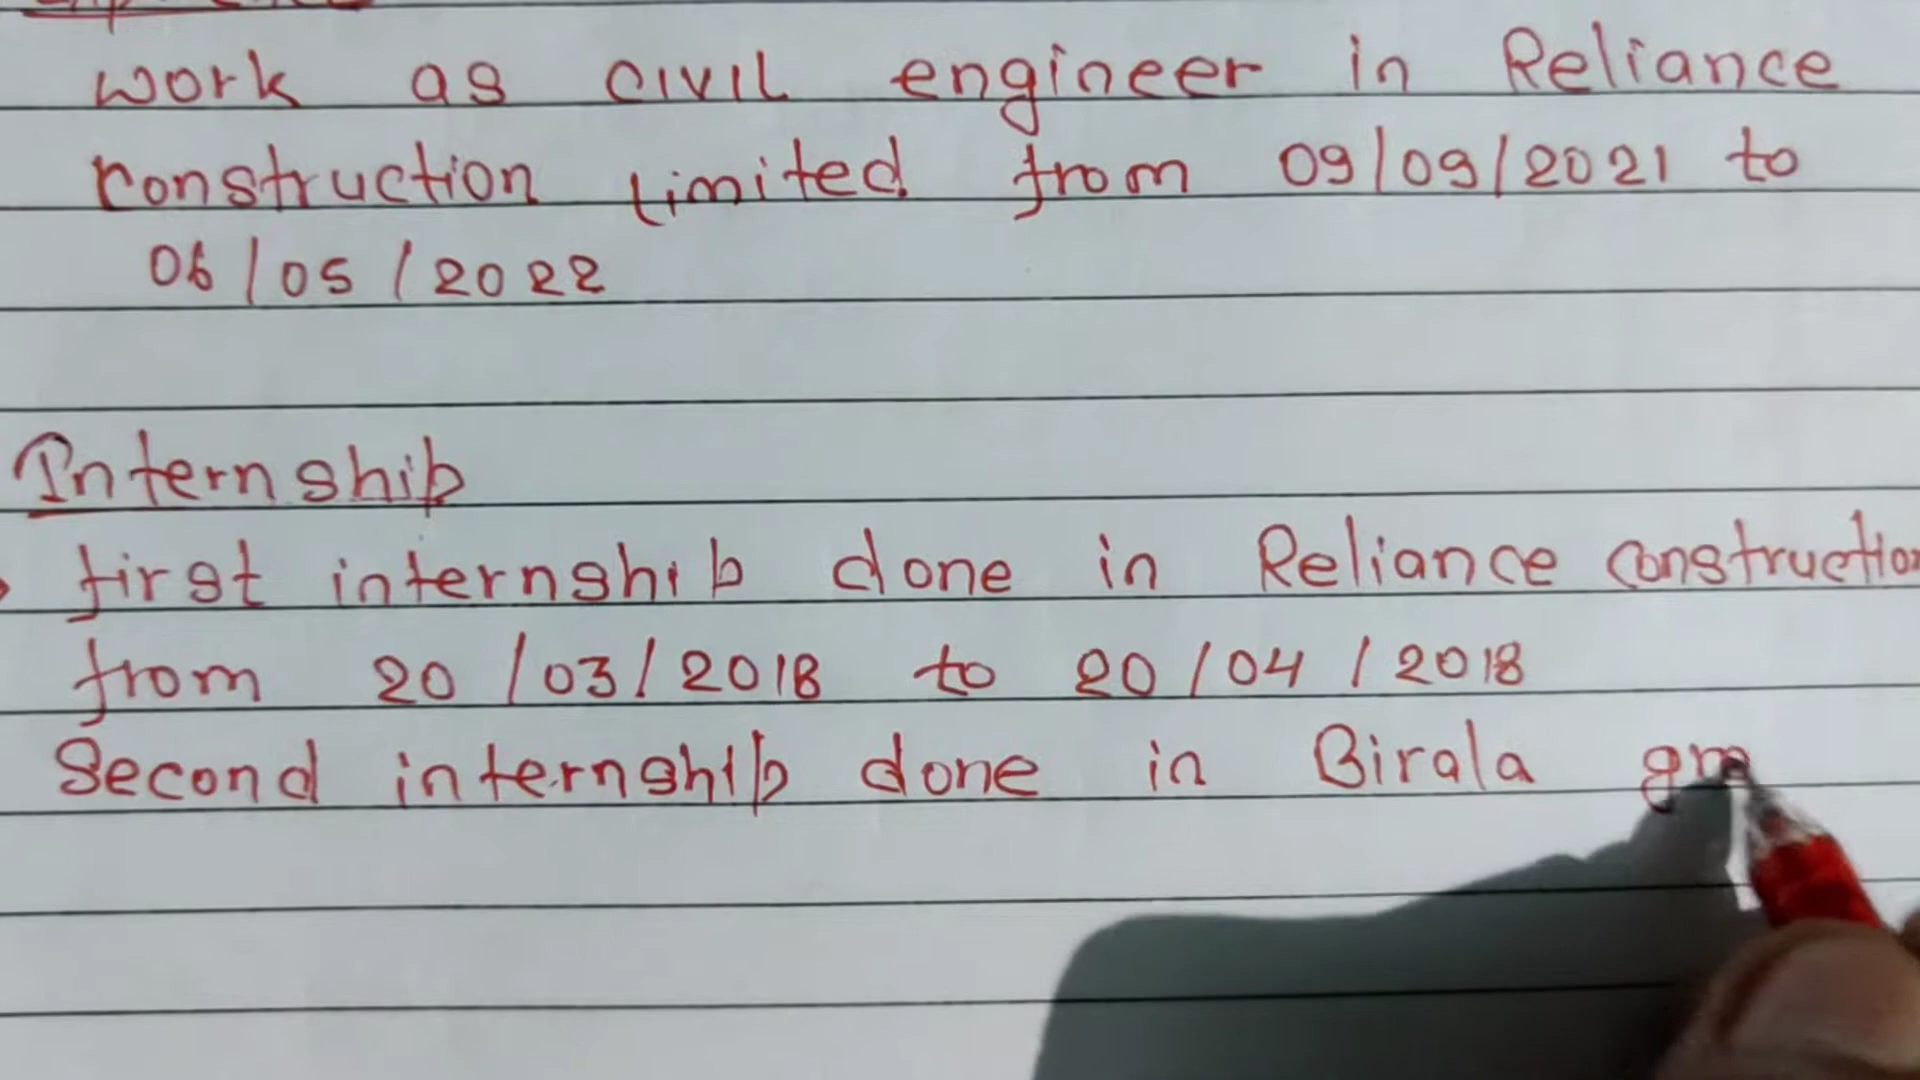 work as civil engineer in Reliance
construction Limited from 09/09/2021 to
06/05/2022
Internship
first internship done in Reliance construction
from 20/03/2018 to 20/04/2018
Second internship done in Birala